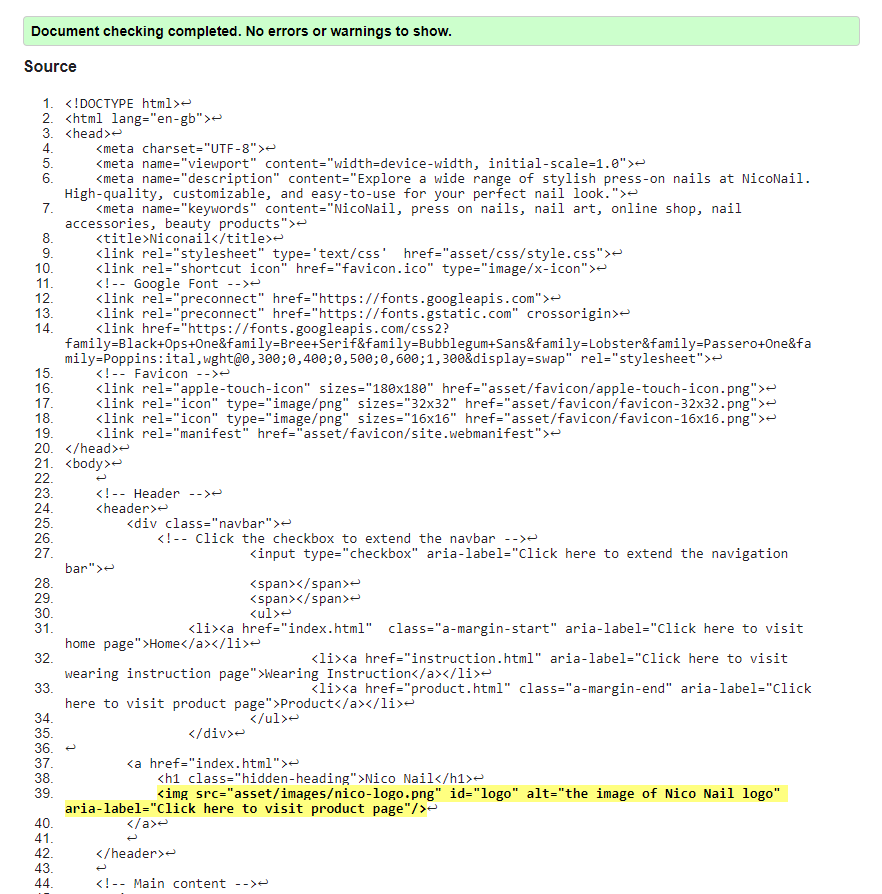 Document checking completed. No errors or warnings to show.
Source
1. <!DOCTYPE html>↩
2. <html lang="en-gb">↩
3. <head>↩
4. <meta charset="UTF-8">↩
5. <meta name="viewport" content="width=device-width, initial-scale=1.0">↩
6. <meta name="description" content="Explore a wide range of stylish press-on nails at NicoNail.
High-quality, customizable, and easy-to-use for your perfect nail look.">↩
7. <meta name="keywords" content="NicoNail, press on nails, nail art, online shop, nail
accessories, beauty products">↩
8. <title>Niconail</title>↩
9. <link rel="stylesheet" type='text/css'  href="asset/css/style.css">↩
10. <link rel="shortcut icon" href="favicon.ico" type="image/x-icon">↩
11. <!-- Google Font -->↩
12. <link rel="preconnect" href="https://fonts.googleapis.com">↩
13. <link rel="preconnect" href="https://fonts.gstatic.com" crossorigin>↩
14. <link href="https://fonts.googleapis.com/css2?
family=Black+Ops+One&family=Bree+Serif&family=Bubblegum+Sans&family=Lobster&family=Passero+One&fa
mily=Poppins:ital,wght@0,300;0,400;0,500;0,600;1,300&display=swap" rel="stylesheet">↩
15. <!-- Favicon -->↩
16. <link rel="apple-touch-icon" sizes="180x180" href="asset/favicon/apple-touch-icon.png">↩
17. <link rel="icon" type="image/png" sizes="32x32" href="asset/favicon/favicon-32x32.png">↩
18. <link rel="icon" type="image/png" sizes="16x16" href="asset/favicon/favicon-16x16.png">↩
19. <link rel="manifest" href="asset/favicon/site.webmanifest">↩
20. </head>↩
21. <body>↩
22. ↩
23. <!-- Header -->↩
24. <header>↩
25. <div class="navbar">↩
26. <!-- Click the checkbox to extend the navbar -->↩
27. <input type="checkbox" aria-label="Click here to extend the navigation
bar">↩
28. <span></span>↩
29. <span></span>↩
30. <ul>↩
31. <li><a href="index.html"  class="a-margin-start" aria-label="Click here to visit
home page">Home</a></li>↩
32. <li><a href="instruction.html" aria-label="Click here to visit
wearing instruction page">Wearing Instruction</a></li>↩
33. <li><a href="product.html" class="a-margin-end" aria-label="Click
here to visit product page">Product</a></li>↩
34. </ul>↩
35. </div>↩
36. ↩
37. <a href="index.html">↩
38. <h1 class="hidden-heading">Nico Nail</h1>↩
39. <img src="asset/images/nico-logo.png" id="logo" alt="the image of Nico Nail logo"
aria-label="Click here to visit product page"/>↩
40. </a>↩
41. ↩
42. </header>↩
43. ↩
44. <!-- Main content -->↩